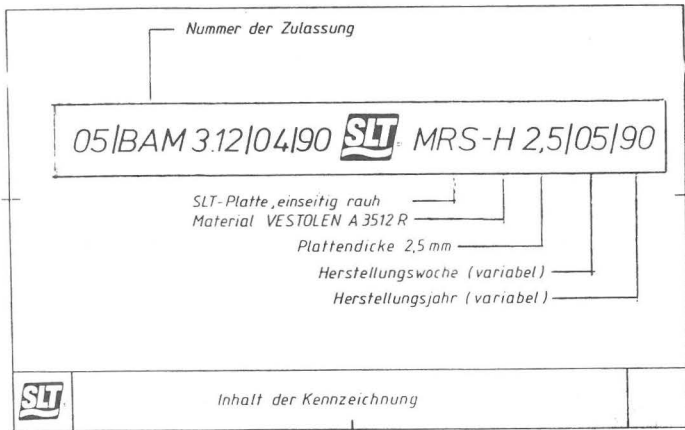 Nummer der Zulassung
05/BAM 3.12/04/90 SLT MRS-H 2,5/05/90
SLT-Platte, einseitig rauh
Material VESTOLEN A 3512 R
Plattendicke 2,5 mm
Herstellungswoche (variabel)
Herstellungsjahr (variabel)
SLT
Inhalt der Kennzeichnung